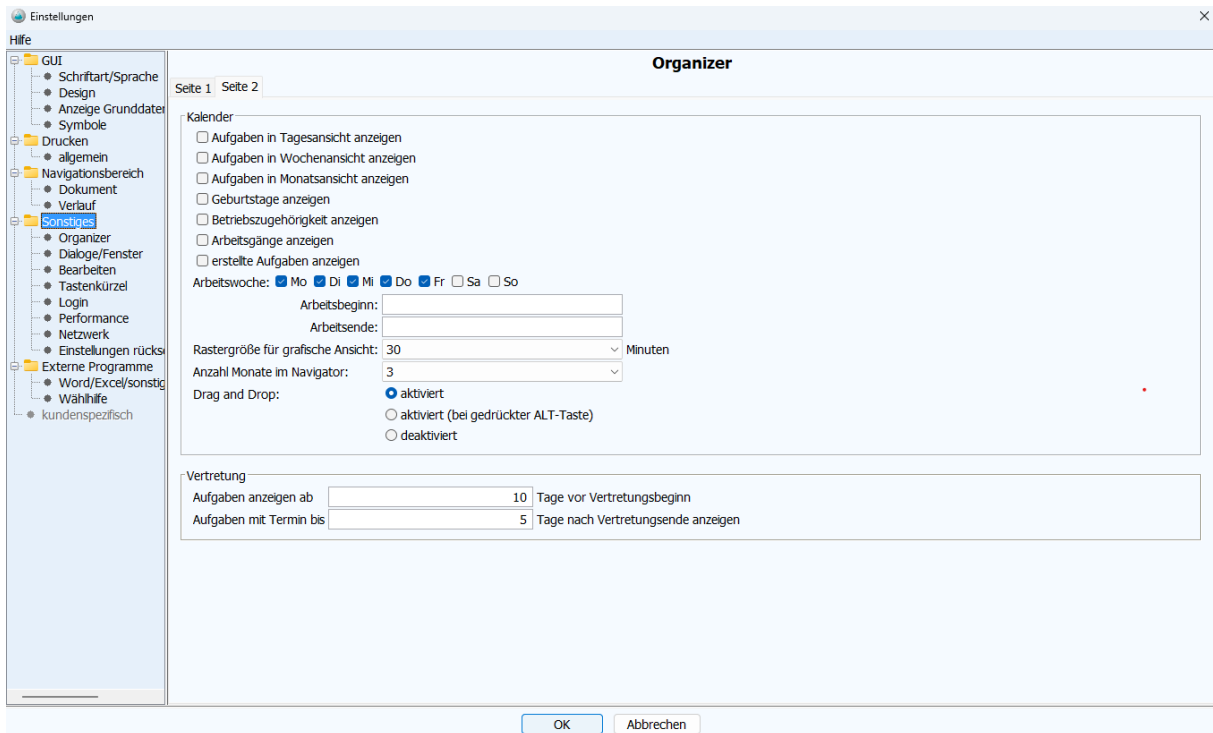 Einstellungen
Hilfe
GUI
Schriftart/Sprache
Design
Anzeige Grunddaten
Symbole
Drucken
allgemein
Navigationsbereich
Dokument
Verlauf
Sonstiges
Organizer
Dialoge/Fenster
Bearbeiten
Tastenkürzel
Login
Performance
Netzwerk
Einstellungen rückse
Externe Programme
Word/Excel/sonstig
Wählhilfe
kundenspezifisch
Organizer
Seite 1 Seite 2
Kalender
Aufgaben in Tagesansicht anzeigen
Aufgaben in Wochenansicht anzeigen
Aufgaben in Monatsansicht anzeigen
Geburtstage anzeigen
Betriebszugehörigkeit anzeigen
Arbeitsgänge anzeigen
erstellte Aufgaben anzeigen
Arbeitswoche: Mo Di Mi Do Fr Sa So
Arbeitsbeginn:
Arbeitsende:
Rastergröße für grafische Ansicht: 30 Minuten
Anzahl Monate im Navigator: 3
Drag and Drop: aktiviert
aktiviert (bei gedrückter ALT-Taste)
deaktiviert
Vertretung
Aufgaben anzeigen ab 10 Tage vor Vertretungsbeginn
Aufgaben mit Termin bis 5 Tage nach Vertretungsende anzeigen
OK Abbrechen